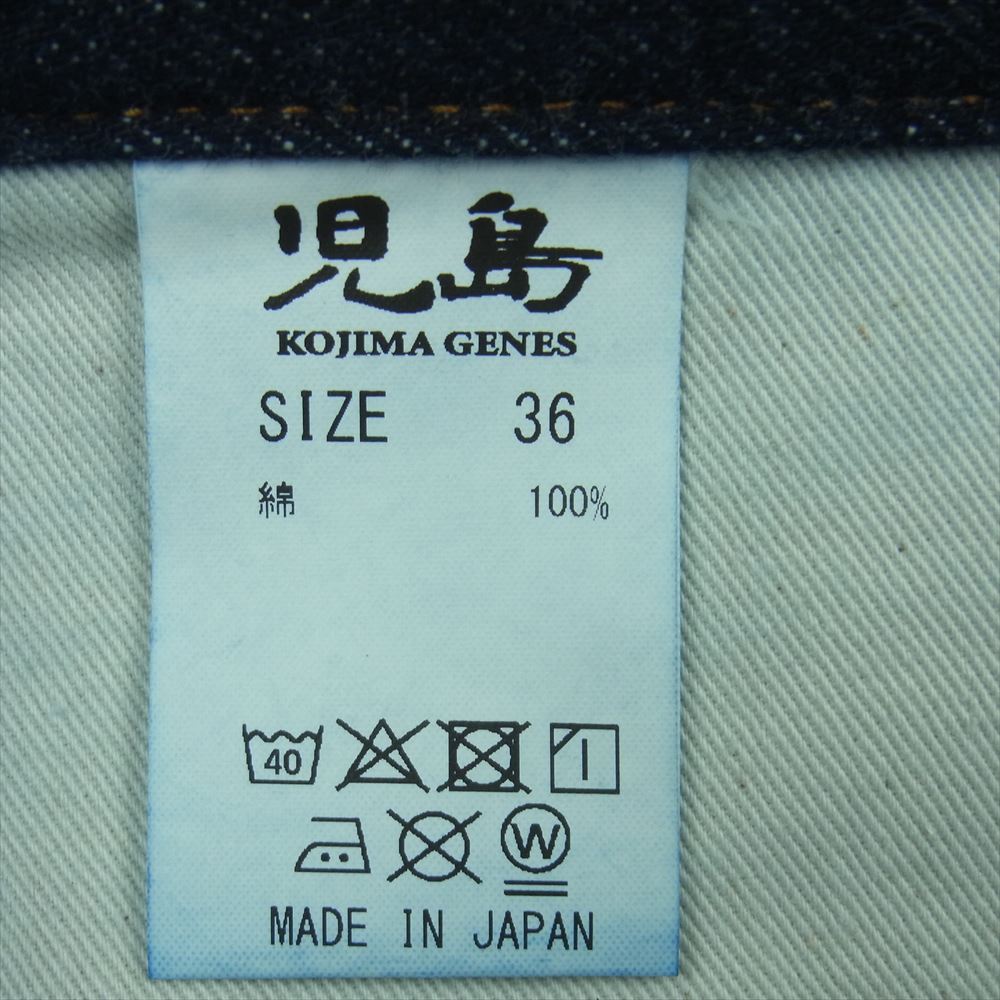 児島
KOJIMA GENES
SIZE 36
綿 100%
40
W
MADE IN JAPAN